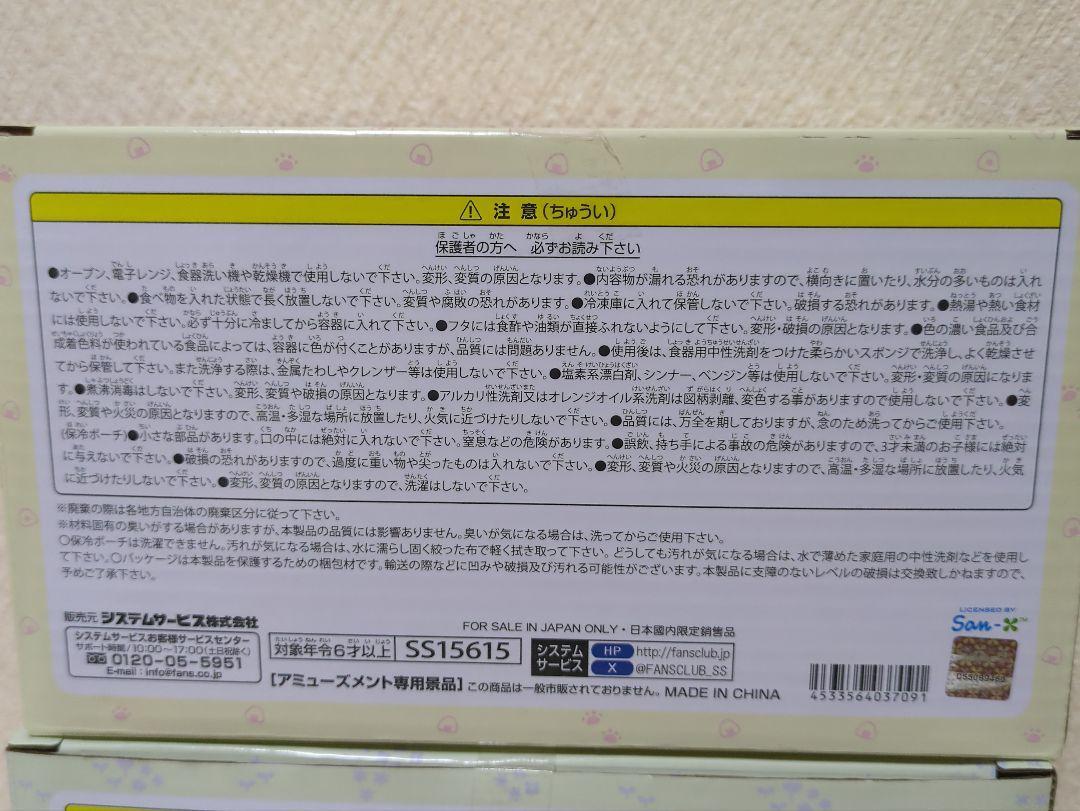 ⚠ 注意(ちゅうい)
保護者の方へ 必ずお読み下さい
●オーブン、電子レンジ、食器洗い機や乾燥機で使用しないで下さい。変形、変質の原因となります。●内容物が漏れる恐れがありますので、横向きに置いたり、水分の多いものは入れ
ないで下さい。●食べ物を入れた状態で長く放置しないで下さい。変質や腐敗の恐れがあります。●冷凍庫に入れて保管しないで下さい。破損する恐れがあります。●熱湯や熱い食材
には使用しないで下さい。必ず十分に冷ましてから容器に入れて下さい。●フタには食酢や油類が直接ふれないようにして下さい。変形・破損の原因となります。●色の濃い食品及び合
成着色料が使われている食品によっては、容器に色が付くことがありますが、品質には問題ありません。●使用後は、食器用中性洗剤をつけた柔らかいスポンジで洗浄し、よく乾燥させ
てから保管して下さい。また洗浄する際は、金属たわしやクレンザー等は使用しないで下さい。●塩素系漂白剤、シンナー、ベンジン等は使用しないで下さい。変形・変質の原因になりま
す。●煮沸消毒はしないで下さい。変形、変質や破損の原因となります。●アルカリ性洗剤又はオレンジオイル系洗剤は図柄剥離、変色する事がありますので使用しないで下さい。●変
形、変質や火災の原因となりますので、高温・多湿な場所に放置したり、火気に近づけたりしないで下さい。●品質には、万全を期しておりますが、念のため洗ってからご使用下さい。
(保冷ポーチ)●小さな部品があります。口の中には絶対に入れないで下さい。窒息などの危険があります。●誤飲、持ち手による事故の危険がありますので、3才未満のお子様には絶対
に与えないで下さい。●破損の恐れがありますので、過度に重い物や尖ったものは入れないで下さい。●変形、変質や火災の原因となりますので、高温・多湿な場所に放置したり、火気
に近づけたりしないで下さい。●変形、変質の原因となりますので、洗濯はしないで下さい。
※廃棄の際は各地方自治体の廃棄区分に従って下さい。
※材料固有の臭いがする場合がありますが、本製品の品質には影響ありません。臭いが気になる場合は、洗ってからご使用下さい。
○保冷ポーチは洗濯できません。汚れが気になる場合は、水に濡らし固く絞った布で軽く拭き取って下さい。どうしても汚れが気になる場合は、水で薄めた家庭用の中性洗剤などを使用し
て下さい。○パッケージは本製品を保護するための梱包材です。輸送の際などに凹みや破損及び汚れる可能性がございます。本製品に支障のないレベルの破損は交換致しかねますので、
予めご了承下さい。
販売元 システムサービス株式会社
システムサービスお客様サービスセンター
サポート時間/10:00〜17:00(土日祝除く)
0120-05-5951
E-mail : info@fans.co.jp
FOR SALE IN JAPAN ONLY・日本國内限定銷售品
対象年令6才以上 SS15615
システムサービス HP http://fansclub.jp
X @FANSCLUB_SS
[アミューズメント専用景品] この商品は一般市販されておりません。MADE IN CHINA
4533564037091
LICENSED BY
San-X